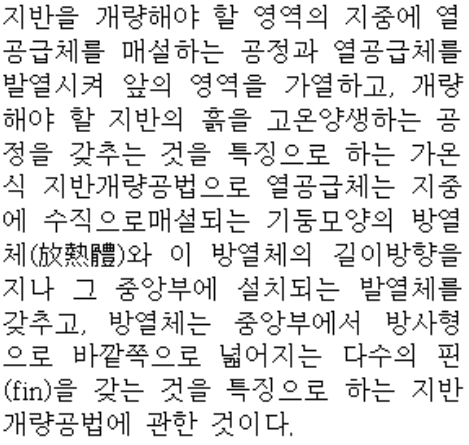 지반을 개량해야 할 영역의 지중에 열
공급체를 매설하는 공정과 열공급체를
발열시켜 앞의 영역을 가열하고, 개량
해야 할 지반의 흙을 고온양생하는 공
정을 갖추는 것을 특징으로 하는 가온
식 지반개량공법으로 열공급체는 지중
에 수직으로매설되는 기둥모양의 방열
체(放熱體)와 이 방열체의 길이방향을
지나 그 중앙부에 설치되는 발열체를
갖추고, 방열체는 중앙부에서 방사형
으로 바깥쪽으로 넓어지는 다수의 핀
(fin)을 갖는 것을 특징으로 하는 지반
개량공법에 관한 것이다.